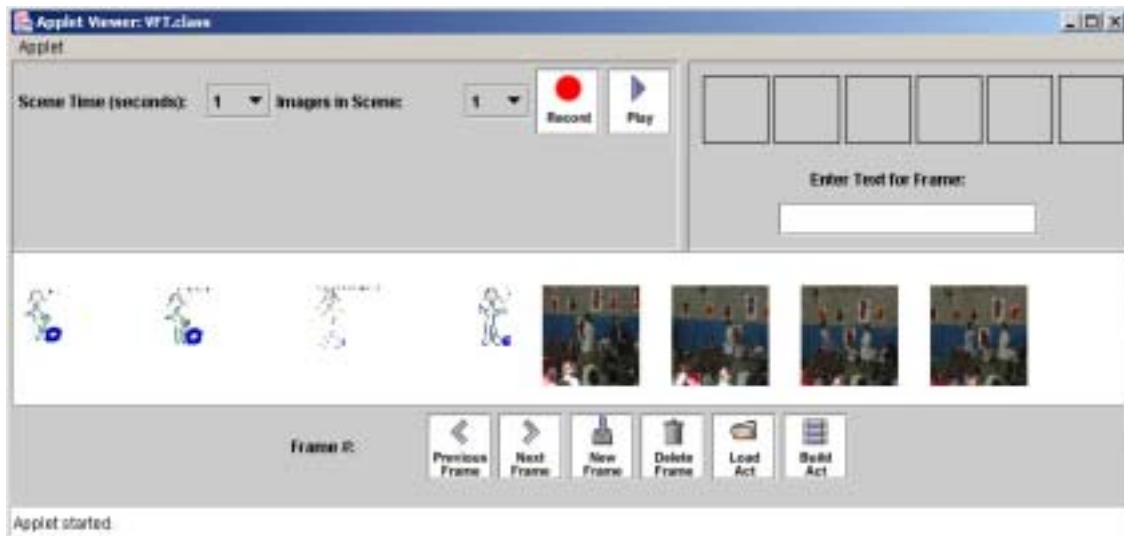 Applet Viewer: VFT.class
Applet
Scene Time (seconds): 1 Images in Scene: 1
Record
Play
Enter Text for Frame:
Frame #:
Previous Frame
Next Frame
New Frame
Delete Frame
Load Act
Build Act
Applet started.